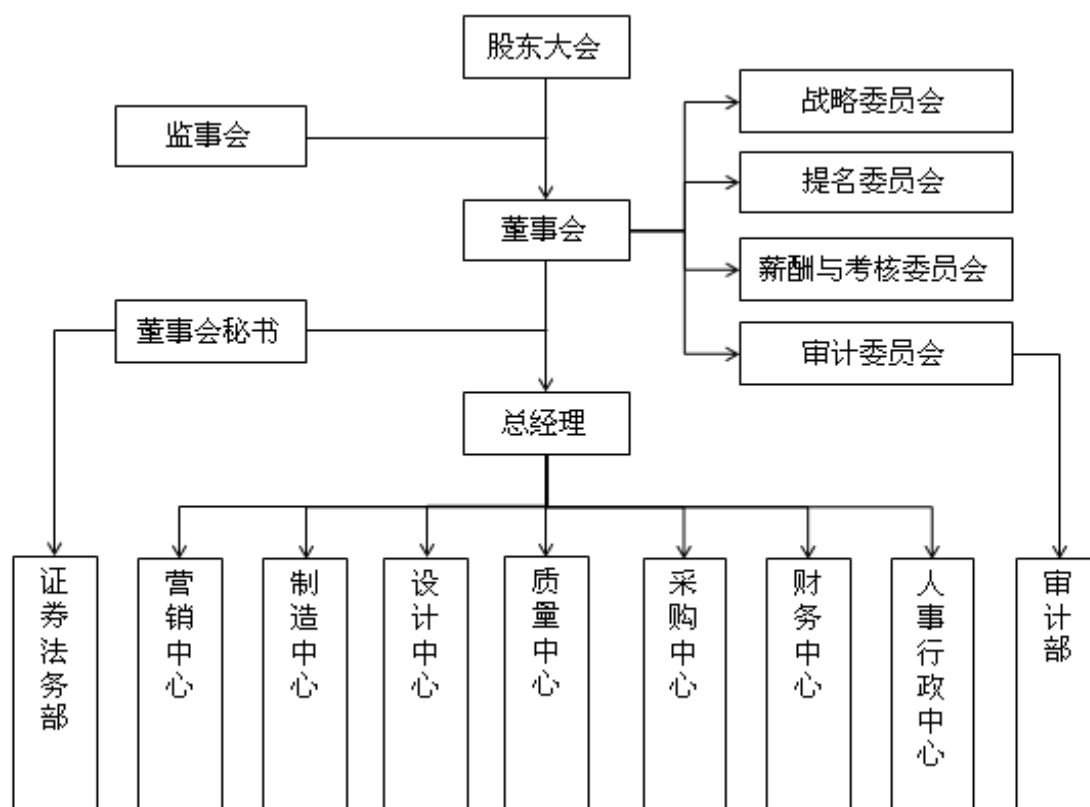 股东大会
战略委员会
监事会
提名委员会
董事会
薪酬与考核委员会
董事会秘书
审计委员会
总经理
证券法务部
营销中心
制造中心
设计中心
质量中心
采购中心
财务中心
人事行政中心
审计部